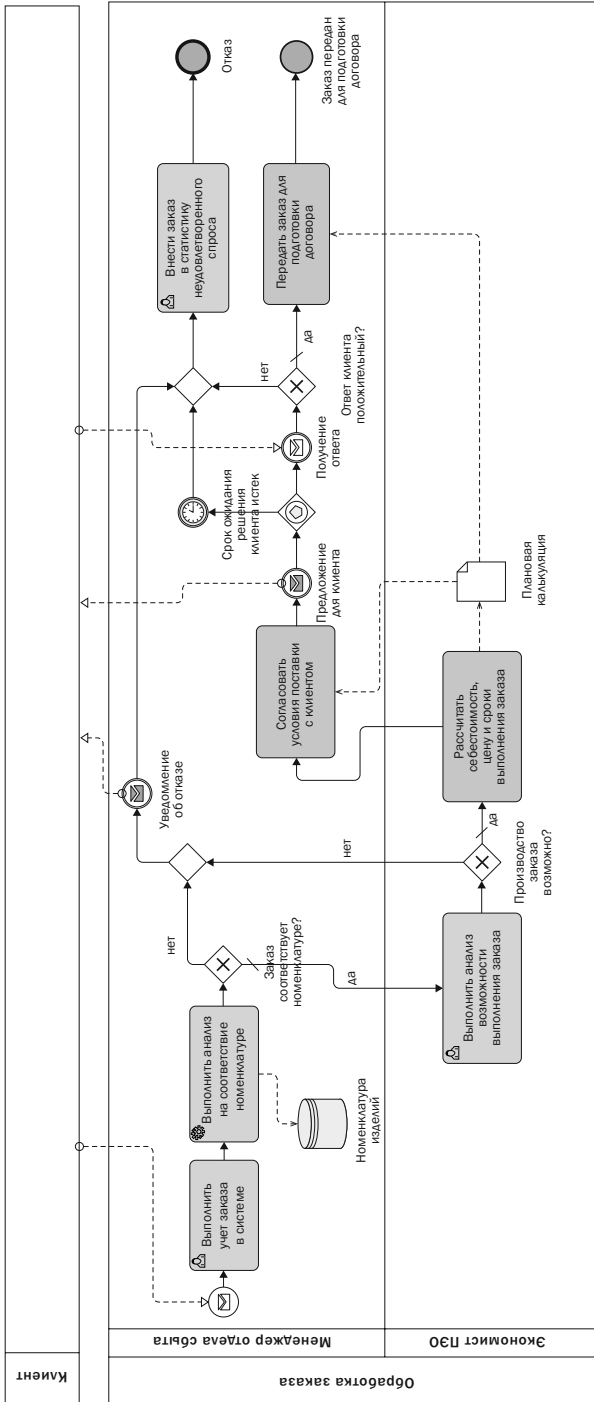 Клиент
Обработка заказа
Менеджер отдела сбыта
Экономист ПЭО
Выполнить
учет заказа
в системе
Выполнить анализ
на соответствие
номенклатуре
Номенклатура
изделий
Заказ
соответствует
номенклатуре?
нет
да
Выполнить анализ
возможности
выполнения заказа
Производство
заказа
возможно?
нет
да
Уведомление
об отказе
Рассчитать
себестоимость,
цену и сроки
выполнения заказа
Плановая
калькуляция
Согласовать
условия поставки
с клиентом
Предложение
для клиента
Срок ожидания
решения
клиента истек
Получение
ответа
Ответ клиента
положительный?
нет
да
Внести заказ
в статистику
неудовлетворенного
спроса
Отказ
Передать заказ для
подготовки
договора
Заказ передан
для подготовки
договора